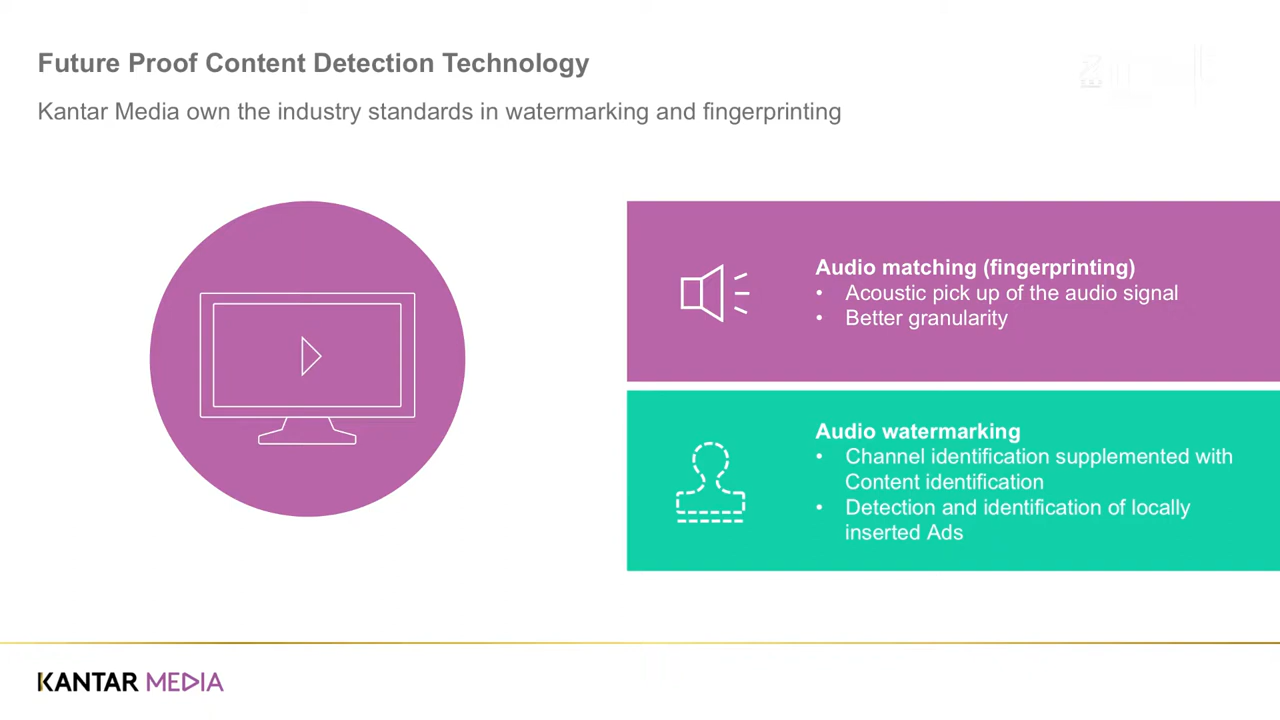 Future Proof Content Detection Technology
Kantar Media own the industry standards in watermarking and fingerprinting
Audio matching (fingerprinting)
• Acoustic pick up of the audio signal
• Better granularity
Audio watermarking
• Channel identification supplemented with
Content identification
• Detection and identification of locally
inserted Ads
KANTAR MEDIA